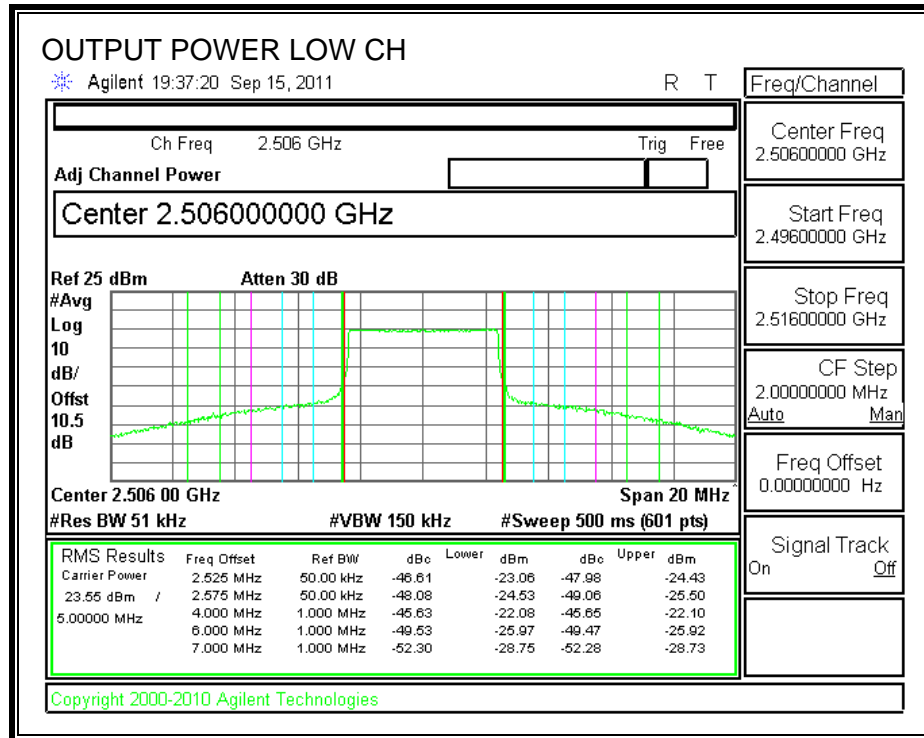 OUTPUT POWER LOW CH
Agilent 19:37:20 Sep 15, 2011 R T
Ch Freq 2.506 GHz Trig Free
Adj Channel Power
Center 2.506000000 GHz
Ref 25 dBm Atten 30 dB
#Avg
Log
10
dB/
Offst
10.5
dB
Center 2.506 00 GHz Span 20 MHz
#Res BW 51 kHz #VBW 150 kHz #Sweep 500 ms (601 pts)
RMS Results Freq Offset Ref BW dBc Lower dBm dBc Upper dBm
Carrier Power 2.525 MHz 50.00 kHz -46.61 -23.06 -47.98 -24.43
23.55 dBm / 2.575 MHz 50.00 kHz -48.08 -24.53 -49.06 -25.50
5.00000 MHz 4.000 MHz 1.000 MHz -45.63 -22.08 -45.65 -22.10
6.000 MHz 1.000 MHz -49.53 -25.97 -49.47 -25.92
7.000 MHz 1.000 MHz -52.30 -28.75 -52.28 -28.73
Copyright 2000-2010 Agilent Technologies
Freq/Channel
Center Freq
2.50600000 GHz
Start Freq
2.49600000 GHz
Stop Freq
2.51600000 GHz
CF Step
2.00000000 MHz
Auto Man
Freq Offset
0.00000000 Hz
Signal Track
On Off